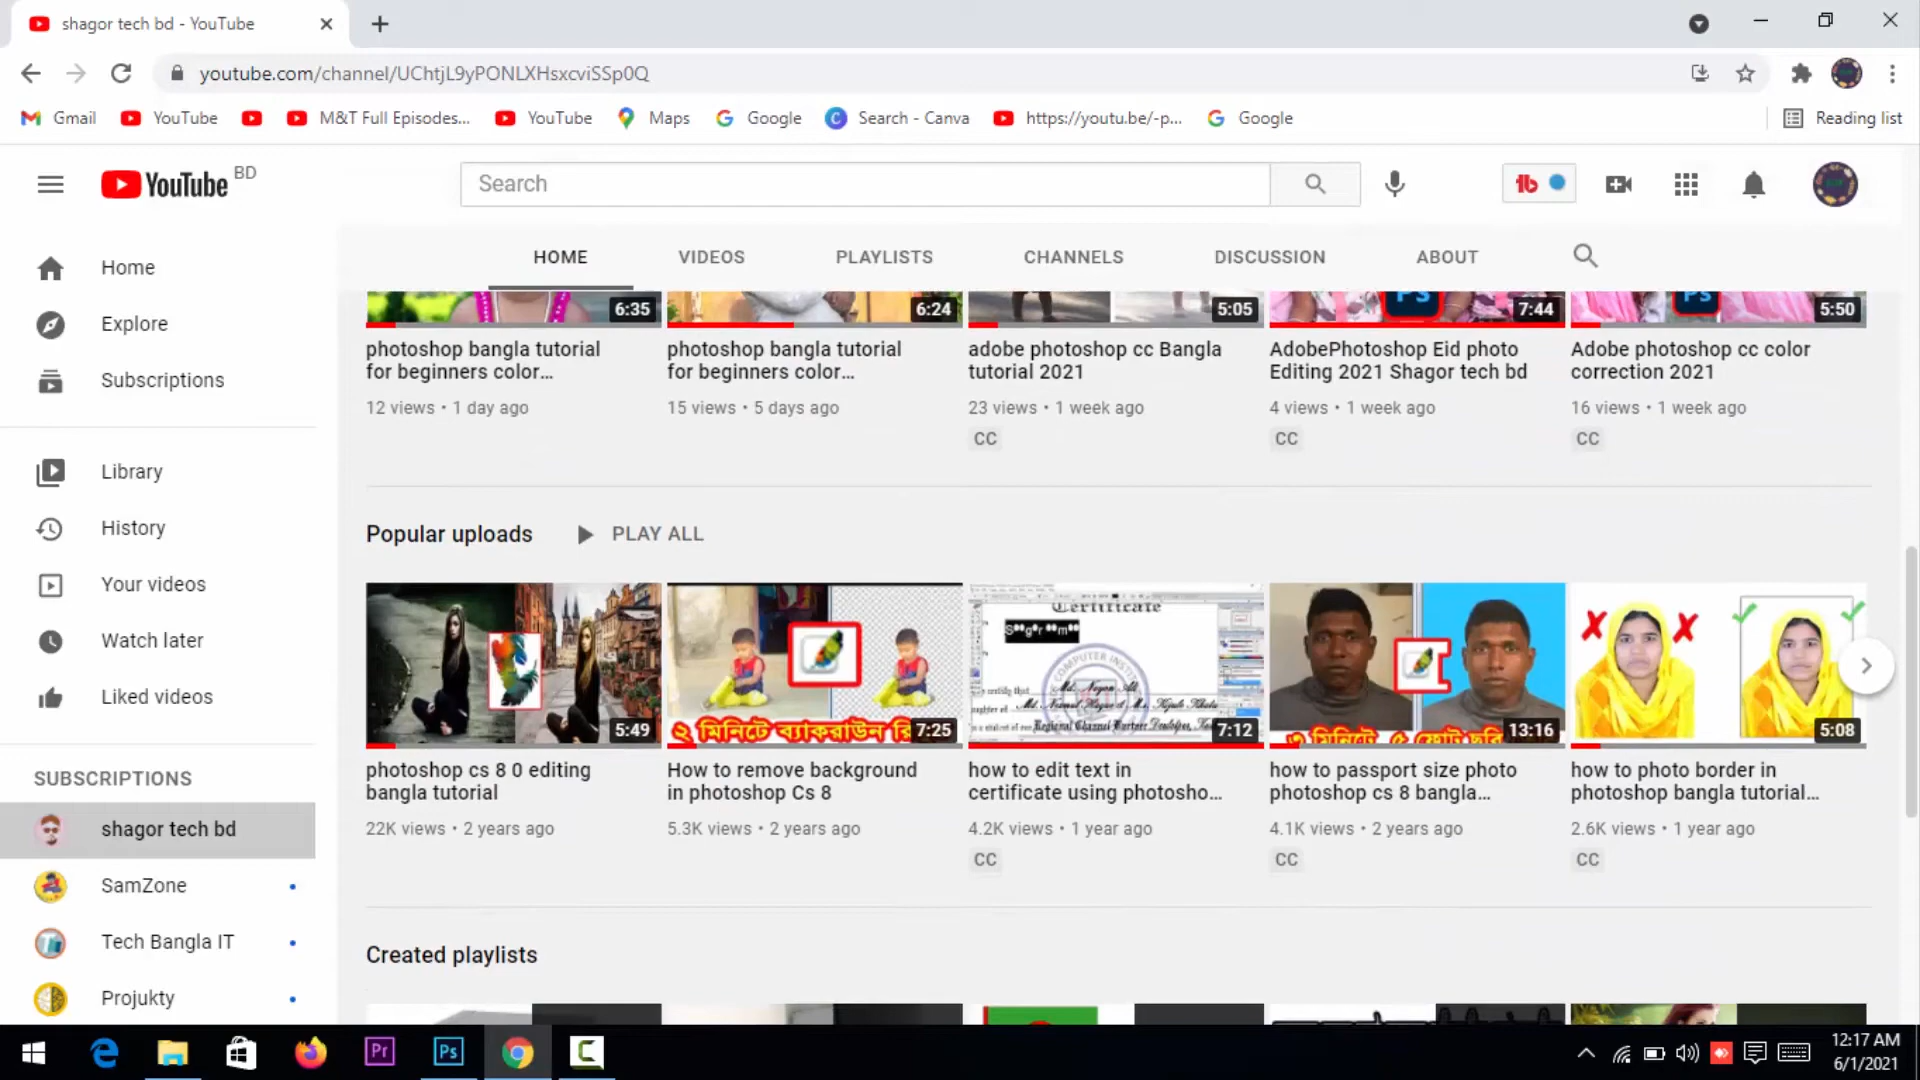 shagor tech bd - YouTube
youtube.com/channel/UChtjL9yPONLXHsxcviSSp0Q
Gmail
YouTube
M&T Full Episodes...
YouTube
Maps
Google
Search - Canva
https://youtu.be/-p...
Google
Reading list
YouTube BD
Search
HOME
VIDEOS
PLAYLISTS
CHANNELS
DISCUSSION
ABOUT
Home
Explore
Subscriptions
Library
History
Your videos
Watch later
Liked videos
SUBSCRIPTIONS
shagor tech bd
SamZone
Tech Bangla IT
Projukty
6:35
photoshop bangla tutorial
for beginners color...
12 views • 1 day ago
6:24
photoshop bangla tutorial
for beginners color...
15 views • 5 days ago
5:05
adobe photoshop cc Bangla
tutorial 2021
23 views • 1 week ago
CC
Ps
7:44
AdobePhotoshop Eid photo
Editing 2021 Shagor tech bd
4 views • 1 week ago
CC
Ps
5:50
Adobe photoshop cc color
correction 2021
16 views • 1 week ago
CC
Popular uploads
PLAY ALL
5:49
photoshop cs 8 0 editing
bangla tutorial
22K views • 2 years ago
২ মিনিটে ব্যাকরাউন
7:25
How to remove background
in photoshop Cs 8
5.3K views • 2 years ago
Certificate
S**g*r **m**
COMPUTER
7:12
how to edit text in
certificate using photosho...
4.2K views • 1 year ago
CC
৩ মিনিটে ৫ ফোট ছবি
13:16
how to passport size photo
photoshop cs 8 bangla...
4.1K views • 2 years ago
CC
5:08
how to photo border in
photoshop bangla tutorial...
2.6K views • 1 year ago
CC
Created playlists
Pr
Ps
12:17 AM
6/1/2021